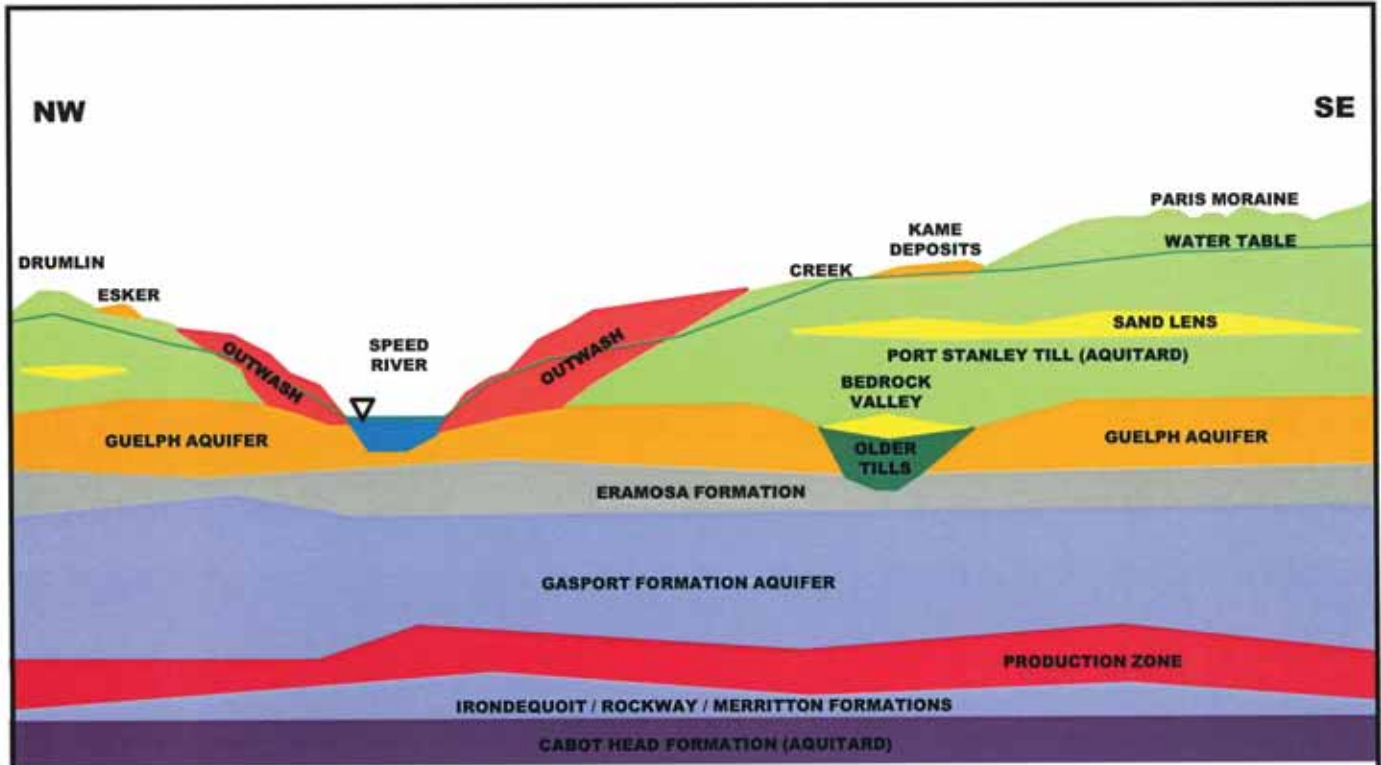 NW
SE
PARIS MORAINE
KAME
DEPOSITS
WATER TABLE
DRUMLIN
CREEK
ESKER
SAND LENS
OUTWASH
SPEED
RIVER
OUTWASH
PORT STANLEY TILL (AQUITARD)
BEDROCK
VALLEY
GUELPH AQUIFER
OLDER
TILLS
GUELPH AQUIFER
ERAMOSA FORMATION
GASPORT FORMATION AQUIFER
PRODUCTION ZONE
IRONDEQUOIT / ROCKWAY / MERRITTON FORMATIONS
CABOT HEAD FORMATION (AQUITARD)